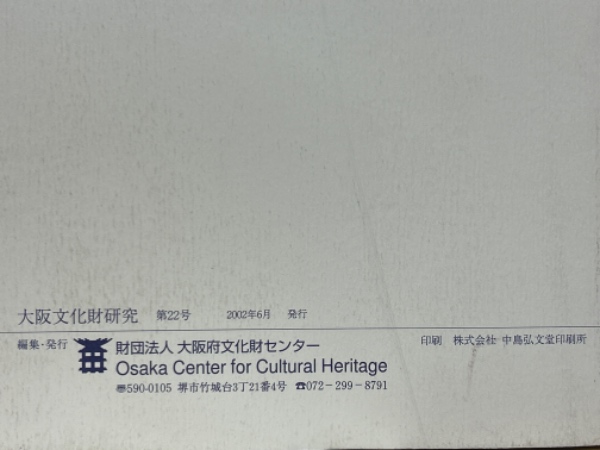 大阪文化財研究　第22号　2002年6月　発行
編集・発行　財団法人 大阪府文化財センター　印刷　株式会社 中島弘文堂印刷所
Osaka Center for Cultural Heritage
〠590-0105 堺市竹城台3丁21番4号 ☎072-299-8791